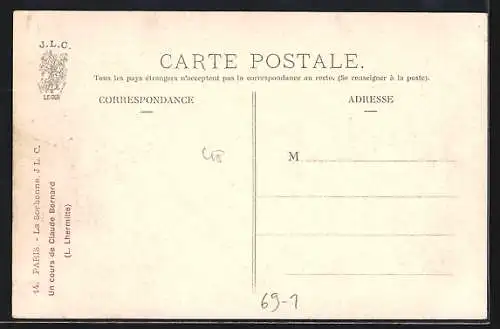 J.L.C.
CARTE POSTALE.
Tous les pays étrangers n'acceptent pas la correspondance au recto. (Se renseigner à la poste).
CORRESPONDANCE
ADRESSE
M
14. PARIS - La Sorbonne. J L C.
Un cours de Claude Bernard
(L. Lhermitte)
69-1